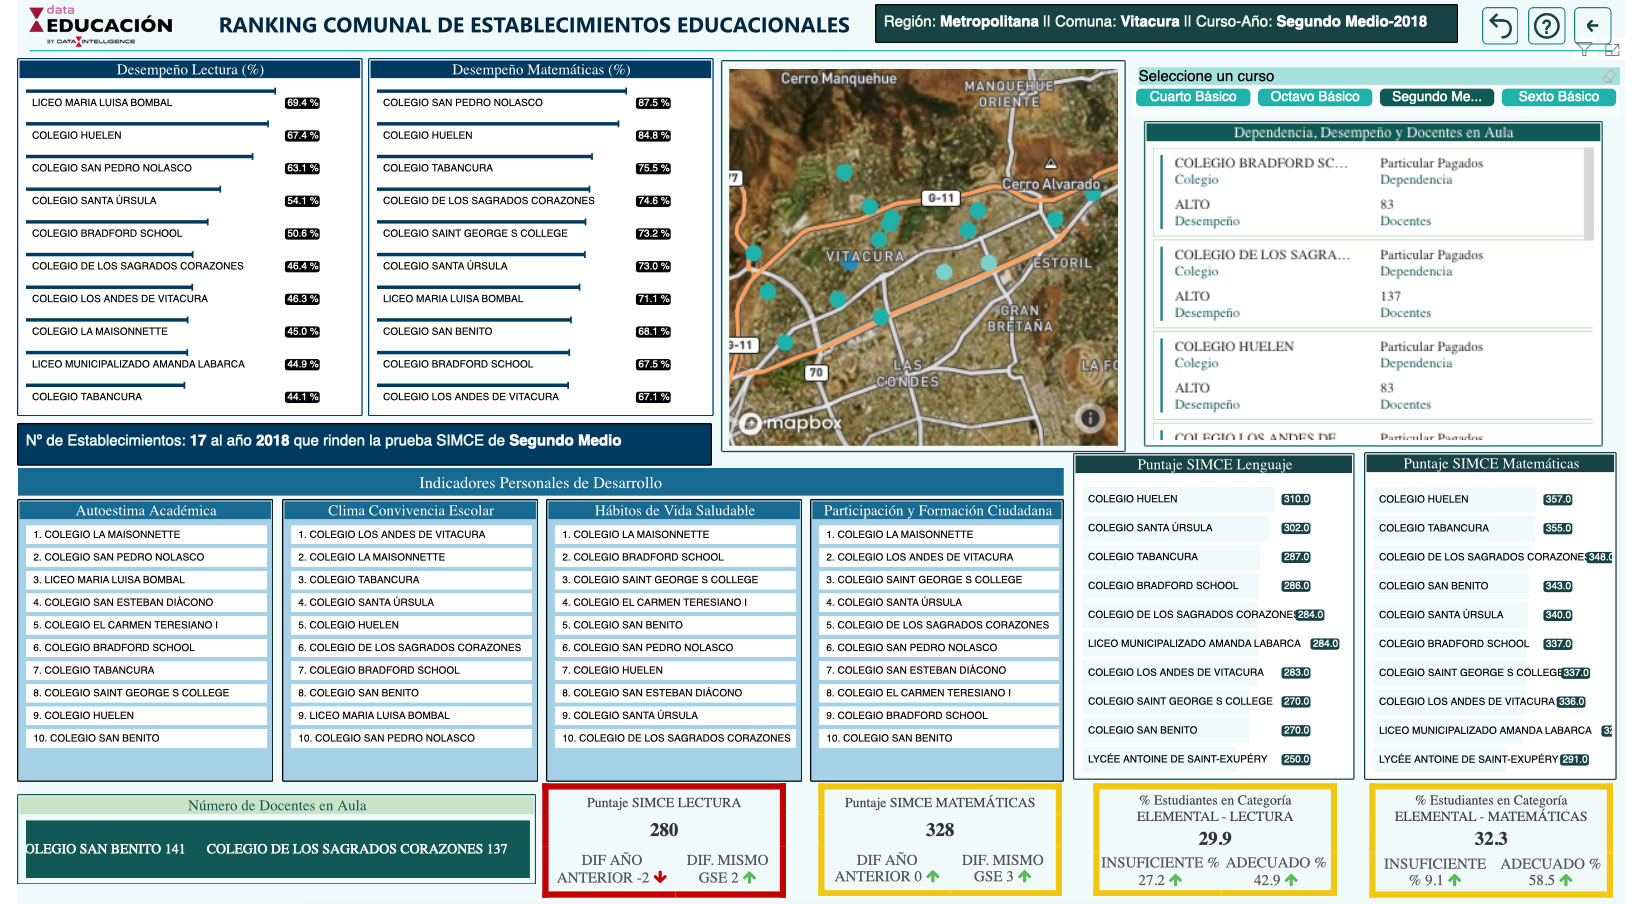 data
EDUCACIÓN
BY DATA INTELLIGENCE
RANKING COMUNAL DE ESTABLECIMIENTOS EDUCACIONALES
Región: Metropolitana II Comuna: Vitacura II Curso-Año: Segundo Medio-2018
Desempeño Lectura (%)
LICEO MARIA LUISA BOMBAL 69.4 %
COLEGIO HUELEN 67.4 %
COLEGIO SAN PEDRO NOLASCO 63.1 %
COLEGIO SANTA ÚRSULA 54.1 %
COLEGIO BRADFORD SCHOOL 50.6 %
COLEGIO DE LOS SAGRADOS CORAZONES 46.4 %
COLEGIO LOS ANDES DE VITACURA 46.3 %
COLEGIO LA MAISONNETTE 45.0 %
LICEO MUNICIPALIZADO AMANDA LABARCA 44.9 %
COLEGIO TABANCURA 44.1 %
Desempeño Matemáticas (%)
COLEGIO SAN PEDRO NOLASCO 87.5 %
COLEGIO HUELEN 84.8 %
COLEGIO TABANCURA 75.5 %
COLEGIO DE LOS SAGRADOS CORAZONES 74.6 %
COLEGIO SAINT GEORGE S COLLEGE 73.2 %
COLEGIO SANTA ÚRSULA 73.0 %
LICEO MARIA LUISA BOMBAL 71.1 %
COLEGIO SAN BENITO 68.1 %
COLEGIO BRADFORD SCHOOL 67.5 %
COLEGIO LOS ANDES DE VITACURA 67.1 %
Cerro Manquehue
MANQUEHUE
ORIENTE
77
Cerro Alvarado
G-11
VITACURA
ESTORIL
GRAN
BRETAÑA
G-11
70
LAS
CONDES
LA FO
mapbox
Seleccione un curso
Cuarto Básico
Octavo Básico
Segundo Me...
Sexto Básico
Dependencia, Desempeño y Docentes en Aula
COLEGIO BRADFORD SC... Particular Pagados
Colegio Dependencia
ALTO 83
Desempeño Docentes
COLEGIO DE LOS SAGRA... Particular Pagados
Colegio Dependencia
ALTO 137
Desempeño Docentes
COLEGIO HUELEN Particular Pagados
Colegio Dependencia
ALTO 83
Desempeño Docentes
COLEGIO LOS ANDES DE Particular Pagados
Nº de Establecimientos: 17 al año 2018 que rinden la prueba SIMCE de Segundo Medio
Indicadores Personales de Desarrollo
Autoestima Académica
1. COLEGIO LA MAISONNETTE
2. COLEGIO SAN PEDRO NOLASCO
3. LICEO MARIA LUISA BOMBAL
4. COLEGIO SAN ESTEBAN DIÁCONO
5. COLEGIO EL CARMEN TERESIANO I
6. COLEGIO BRADFORD SCHOOL
7. COLEGIO TABANCURA
8. COLEGIO SAINT GEORGE S COLLEGE
9. COLEGIO HUELEN
10. COLEGIO SAN BENITO
Clima Convivencia Escolar
1. COLEGIO LOS ANDES DE VITACURA
2. COLEGIO LA MAISONNETTE
3. COLEGIO TABANCURA
4. COLEGIO SANTA ÚRSULA
5. COLEGIO HUELEN
6. COLEGIO DE LOS SAGRADOS CORAZONES
7. COLEGIO BRADFORD SCHOOL
8. COLEGIO SAN BENITO
9. LICEO MARIA LUISA BOMBAL
10. COLEGIO SAN PEDRO NOLASCO
Hábitos de Vida Saludable
1. COLEGIO LA MAISONNETTE
2. COLEGIO BRADFORD SCHOOL
3. COLEGIO SAINT GEORGE S COLLEGE
4. COLEGIO EL CARMEN TERESIANO I
5. COLEGIO SAN BENITO
6. COLEGIO SAN PEDRO NOLASCO
7. COLEGIO HUELEN
8. COLEGIO SAN ESTEBAN DIÁCONO
9. COLEGIO SANTA ÚRSULA
10. COLEGIO DE LOS SAGRADOS CORAZONES
Participación y Formación Ciudadana
1. COLEGIO LA MAISONNETTE
2. COLEGIO LOS ANDES DE VITACURA
3. COLEGIO SAINT GEORGE S COLLEGE
4. COLEGIO SANTA ÚRSULA
5. COLEGIO DE LOS SAGRADOS CORAZONES
6. COLEGIO SAN PEDRO NOLASCO
7. COLEGIO SAN ESTEBAN DIÁCONO
8. COLEGIO EL CARMEN TERESIANO I
9. COLEGIO BRADFORD SCHOOL
10. COLEGIO SAN BENITO
Puntaje SIMCE Lenguaje
COLEGIO HUELEN 310.0
COLEGIO SANTA ÚRSULA 302.0
COLEGIO TABANCURA 287.0
COLEGIO BRADFORD SCHOOL 286.0
COLEGIO DE LOS SAGRADOS CORAZONES 284.0
LICEO MUNICIPALIZADO AMANDA LABARCA 284.0
COLEGIO LOS ANDES DE VITACURA 283.0
COLEGIO SAINT GEORGE S COLLEGE 270.0
COLEGIO SAN BENITO 270.0
LYCÉE ANTOINE DE SAINT-EXUPÉRY 250.0
Puntaje SIMCE Matemáticas
COLEGIO HUELEN 357.0
COLEGIO TABANCURA 355.0
COLEGIO DE LOS SAGRADOS CORAZONES 348.0
COLEGIO SAN BENITO 343.0
COLEGIO SANTA ÚRSULA 340.0
COLEGIO BRADFORD SCHOOL 337.0
COLEGIO SAINT GEORGE S COLLEGE 337.0
COLEGIO LOS ANDES DE VITACURA 336.0
LICEO MUNICIPALIZADO AMANDA LABARCA
LYCÉE ANTOINE DE SAINT-EXUPÉRY 291.0
Número de Docentes en Aula
OLEGIO SAN BENITO 141 COLEGIO DE LOS SAGRADOS CORAZONES 137
Puntaje SIMCE LECTURA
280
DIF AÑO DIF. MISMO
ANTERIOR -2 GSE 2
Puntaje SIMCE MATEMÁTICAS
328
DIF AÑO DIF. MISMO
ANTERIOR 0 GSE 3
% Estudiantes en Categoría
ELEMENTAL - LECTURA
29.9
INSUFICIENTE % ADECUADO %
27.2 42.9
% Estudiantes en Categoría
ELEMENTAL - MATEMÁTICAS
32.3
INSUFICIENTE ADECUADO %
% 9.1 58.5